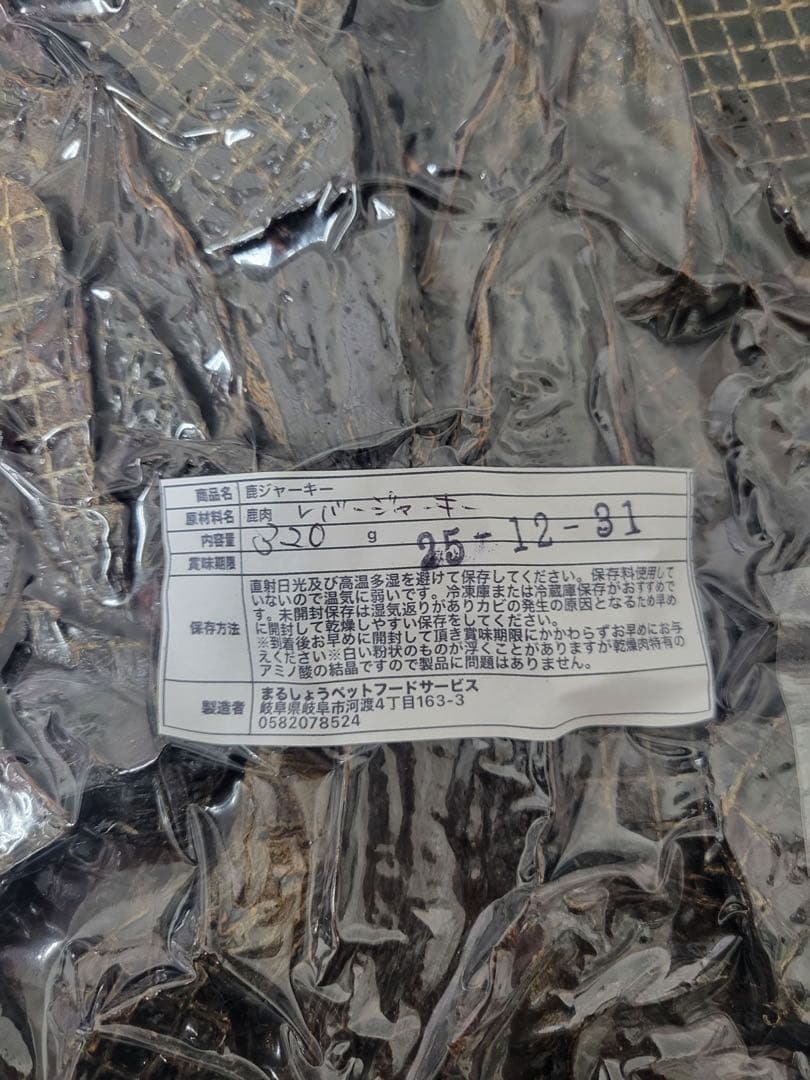 商品名 鹿ジャーキー
原材料名 鹿肉 レバージャーキー
内容量 320 g
賞味期限 25-12-31
保存方法
直射日光及び高温多湿を避けて保存してください。保存料使用して
いないので温気に弱いです。冷凍庫または冷蔵庫保存がおすすめで
す。未開封保存は湿気返りがありカビの発生の原因となるため早め
に開封して乾燥しやすい保存をしてください。
※到着後お早めに開封して頂き賞味期限にかかわらずお早めにお与
えください※白い粉状のものが浮くことがありますが乾燥肉特有の
アミノ酸の結晶ですので製品に問題はありません。
製造者
まるしょうペットフードサービス
岐阜県岐阜市河渡4丁目163-3
0582078524